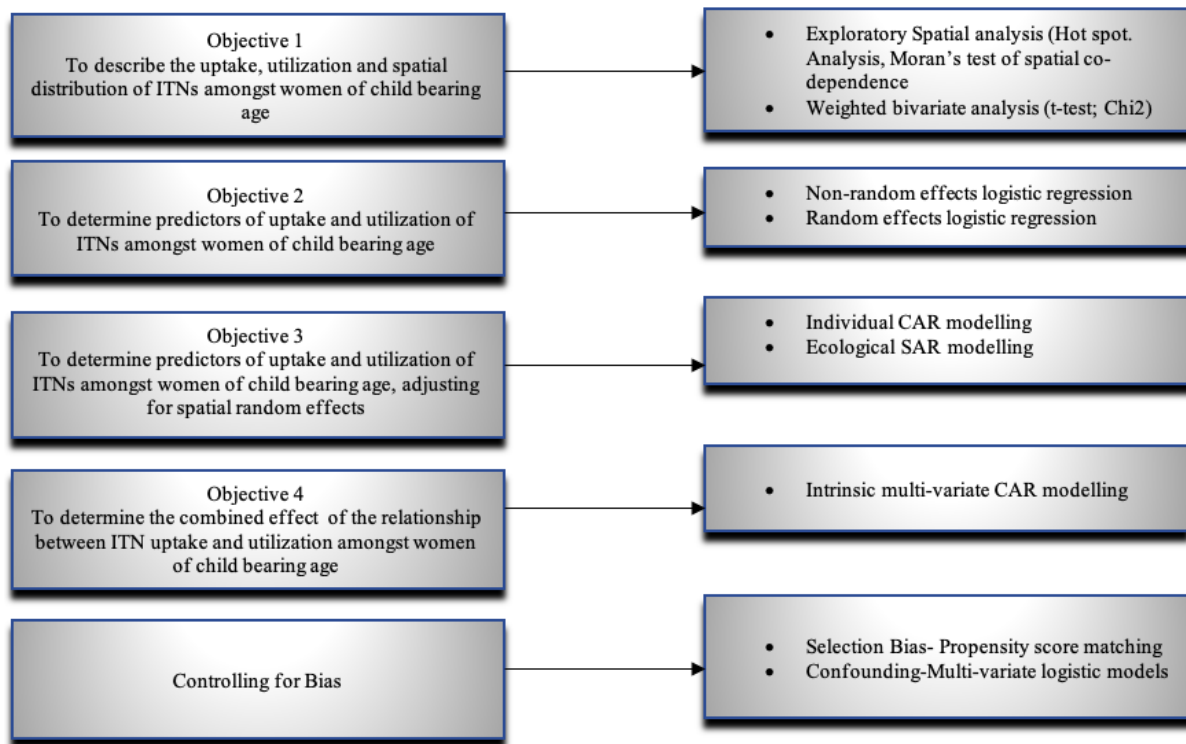 Objective 1
To describe the uptake, utilization and spatial
distribution of ITNs amongst women of child bearing
age
• Exploratory Spatial analysis (Hot spot.
Analysis, Moran's test of spatial co-
dependence
• Weighted bivariate analysis (t-test; Chi2)
Objective 2
To determine predictors of uptake and utilization of
ITNs amongst women of child bearing age
• Non-random effects logistic regression
• Random effects logistic regression
Objective 3
To determine predictors of uptake and utilization of
ITNs amongst women of child bearing age, adjusting
for spatial random effects
• Individual CAR modelling
• Ecological SAR modelling
Objective 4
To determine the combined effect of the relationship
between ITN uptake and utilization amongst women
of child bearing age
• Intrinsic multi-variate CAR modelling
Controlling for Bias
• Selection Bias- Propensity score matching
• Confounding-Multi-variate logistic models